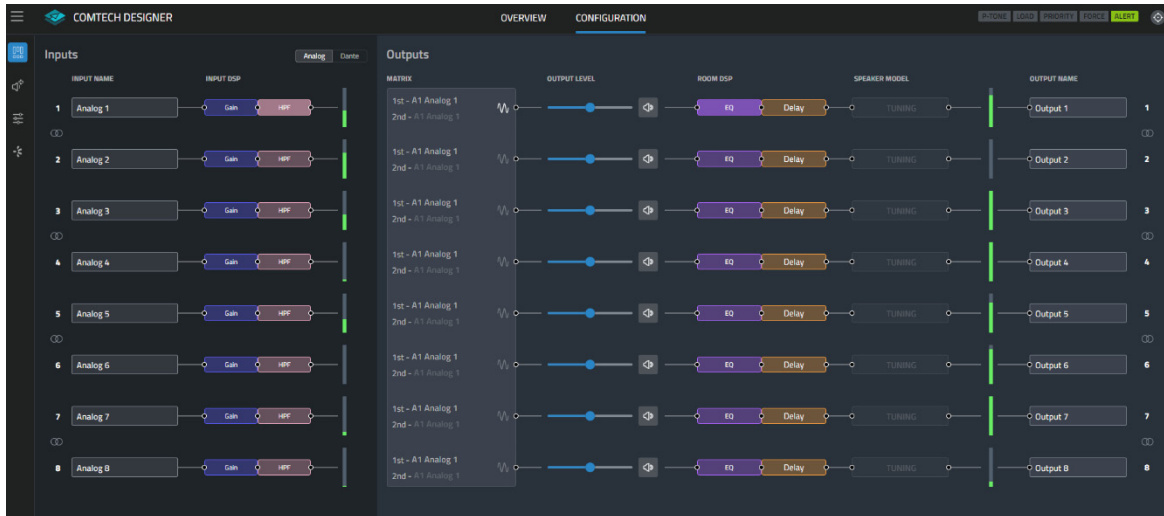 COMTECH DESIGNER
OVERVIEW CONFIGURATION
P-TONE LOAD PRIORITY FORCE ALERT
Inputs Analog Dante Outputs
INPUT NAME INPUT DSP MATRIX OUTPUT LEVEL ROOM DSP SPEAKER MODEL OUTPUT NAME
1 Analog 1 Gain HPF 1st - A1 Analog 1 EQ Delay TUNING Output 1 1
2nd - A1 Analog 1
2 Analog 2 Gain HPF 1st - A1 Analog 1 EQ Delay TUNING Output 2 2
2nd - A1 Analog 1
3 Analog 3 Gain HPF 1st - A1 Analog 1 EQ Delay TUNING Output 3 3
2nd - A1 Analog 1
4 Analog 4 Gain HPF 1st - A1 Analog 1 EQ Delay TUNING Output 4 4
2nd - A1 Analog 1
5 Analog 5 Gain HPF 1st - A1 Analog 1 EQ Delay TUNING Output 5 5
2nd - A1 Analog 1
6 Analog 6 Gain HPF 1st - A1 Analog 1 EQ Delay TUNING Output 6 6
2nd - A1 Analog 1
7 Analog 7 Gain HPF 1st - A1 Analog 1 EQ Delay TUNING Output 7 7
2nd - A1 Analog 1
8 Analog 8 Gain HPF 1st - A1 Analog 1 EQ Delay TUNING Output 8 8
2nd - A1 Analog 1